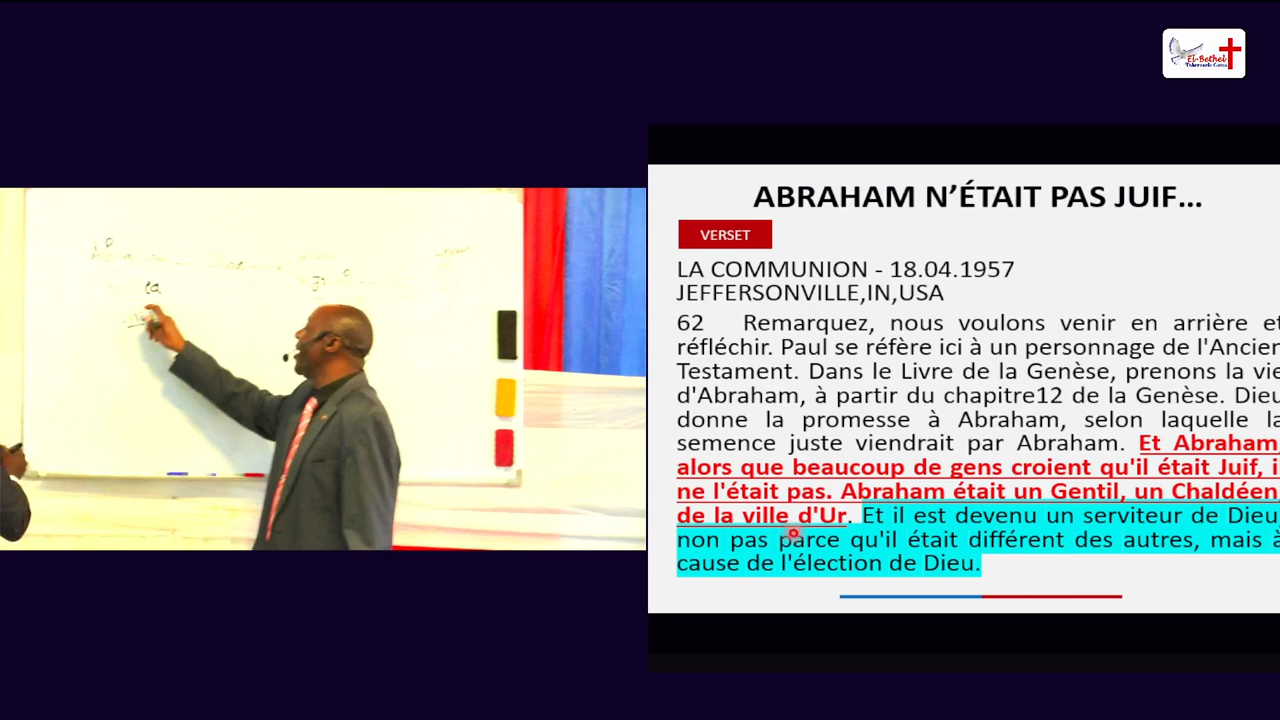 El-Bethel
ABRAHAM N'ÉTAIT PAS JUIF...
VERSET
LA COMMUNION - 18.04.1957
JEFFERSONVILLE,IN,USA
62 Remarquez, nous voulons venir en arrière et
réfléchir. Paul se réfère ici à un personnage de l'Ancien
Testament. Dans le Livre de la Genèse, prenons la vie
d'Abraham, à partir du chapitre12 de la Genèse. Dieu
donne la promesse à Abraham, selon laquelle la
semence juste viendrait par Abraham. Et Abraham,
alors que beaucoup de gens croient qu'il était Juif, i
ne l'était pas. Abraham était un Gentil, un Chaldéen
de la ville d'Ur. Et il est devenu un serviteur de Dieu
non pas parce qu'il était différent des autres, mais à
cause de l'élection de Dieu.